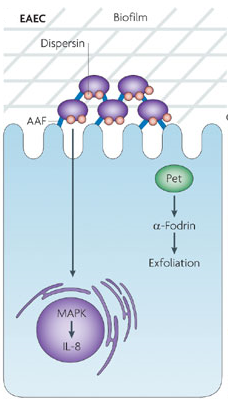 EAEC
Biofilm
Dispersin
AAF
Pet
α-Fodrin
Exfoliation
MAPK
IL-8